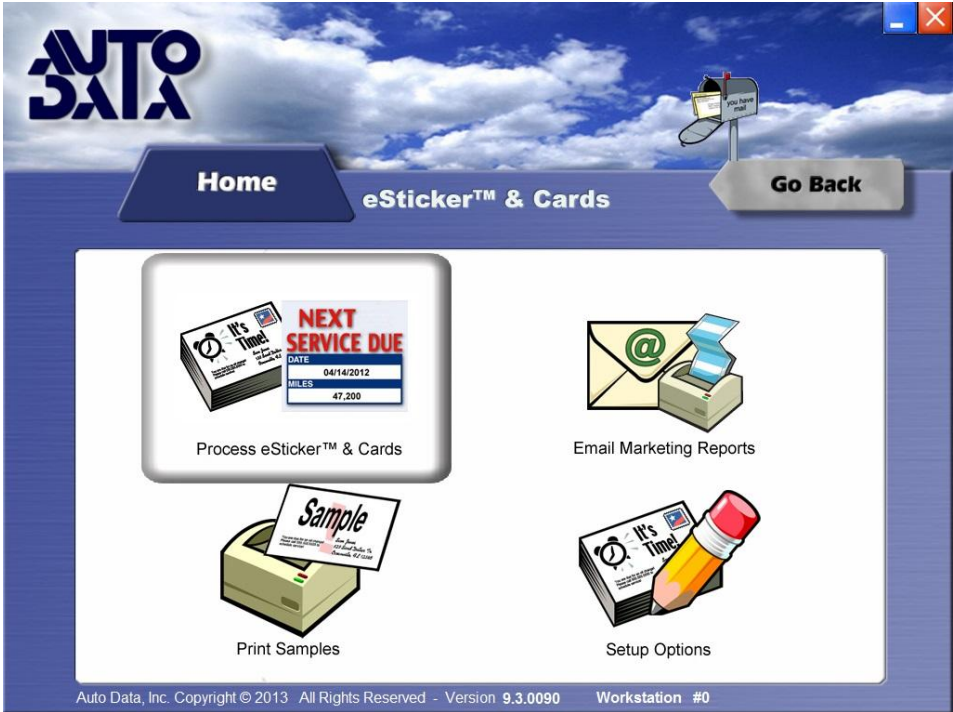 AUTO
DATA
you have
mail
Home
eSticker™ & Cards
Go Back
It's
Time!
NEXT
SERVICE DUE
DATE
04/14/2012
MILES
47,200
@
Process eSticker™ & Cards
Email Marketing Reports
Sample
It's
Time!
Print Samples
Setup Options
Auto Data, Inc. Copyright © 2013 All Rights Reserved - Version 9.3.0090 Workstation #0